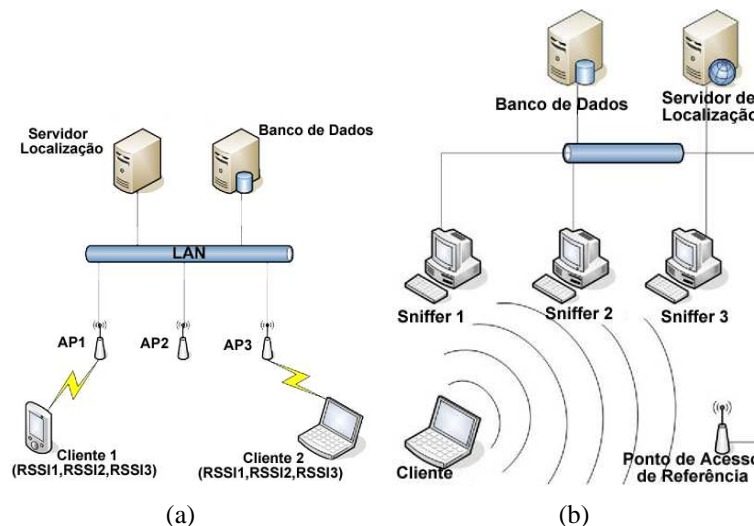 Servidor
Localização
Banco de Dados
LAN
AP1
AP2
AP3
Cliente 1
(RSSI1,RSSI2,RSSI3)
Cliente 2
(RSSI1,RSSI2,RSSI3)
(a)
Banco de Dados
Servidor de
Localização
Sniffer 1
Sniffer 2
Sniffer 3
Cliente
Ponto de Acesso
de Referência
(b)